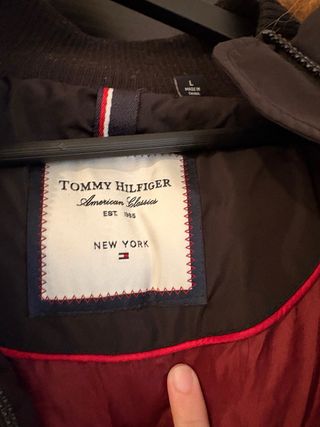 L
MADE IN
CHINA
TOMMY HILFIGER
American Classics
EST. 1985
NEW YORK